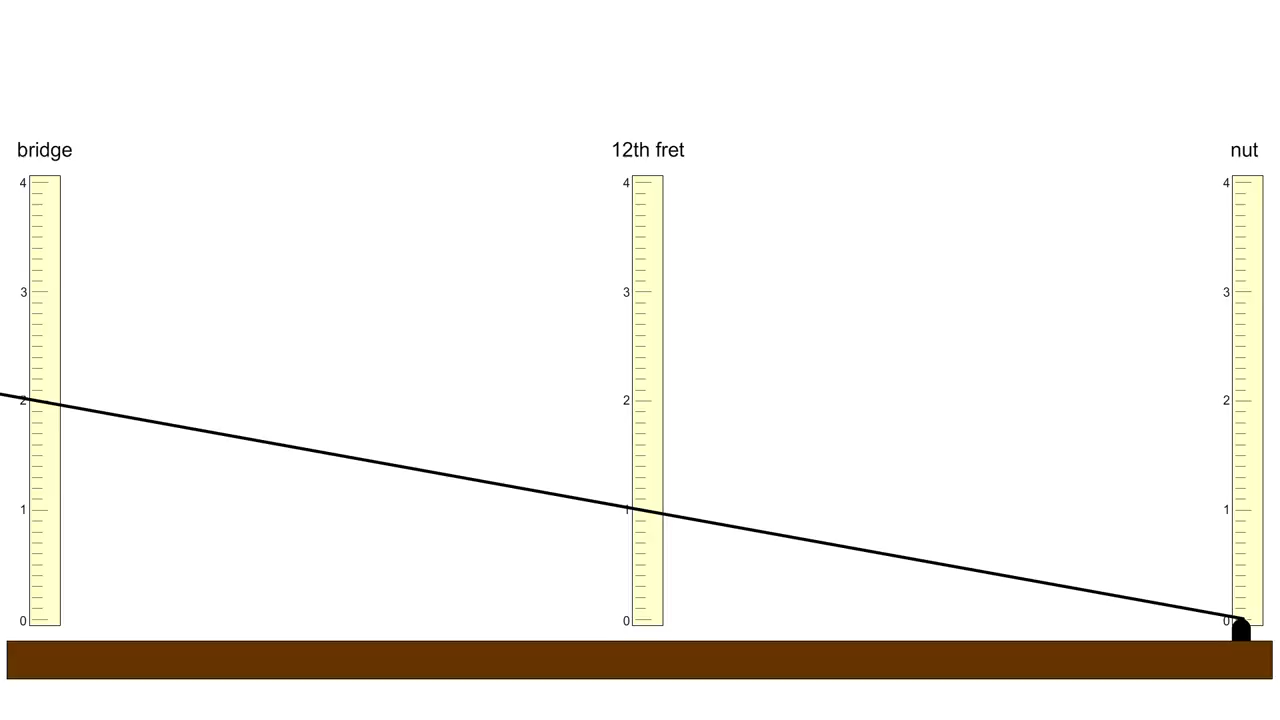 bridge 12th fret nut
4 4 4
3 3 3
2 2 2
1 1 1
0 0 0